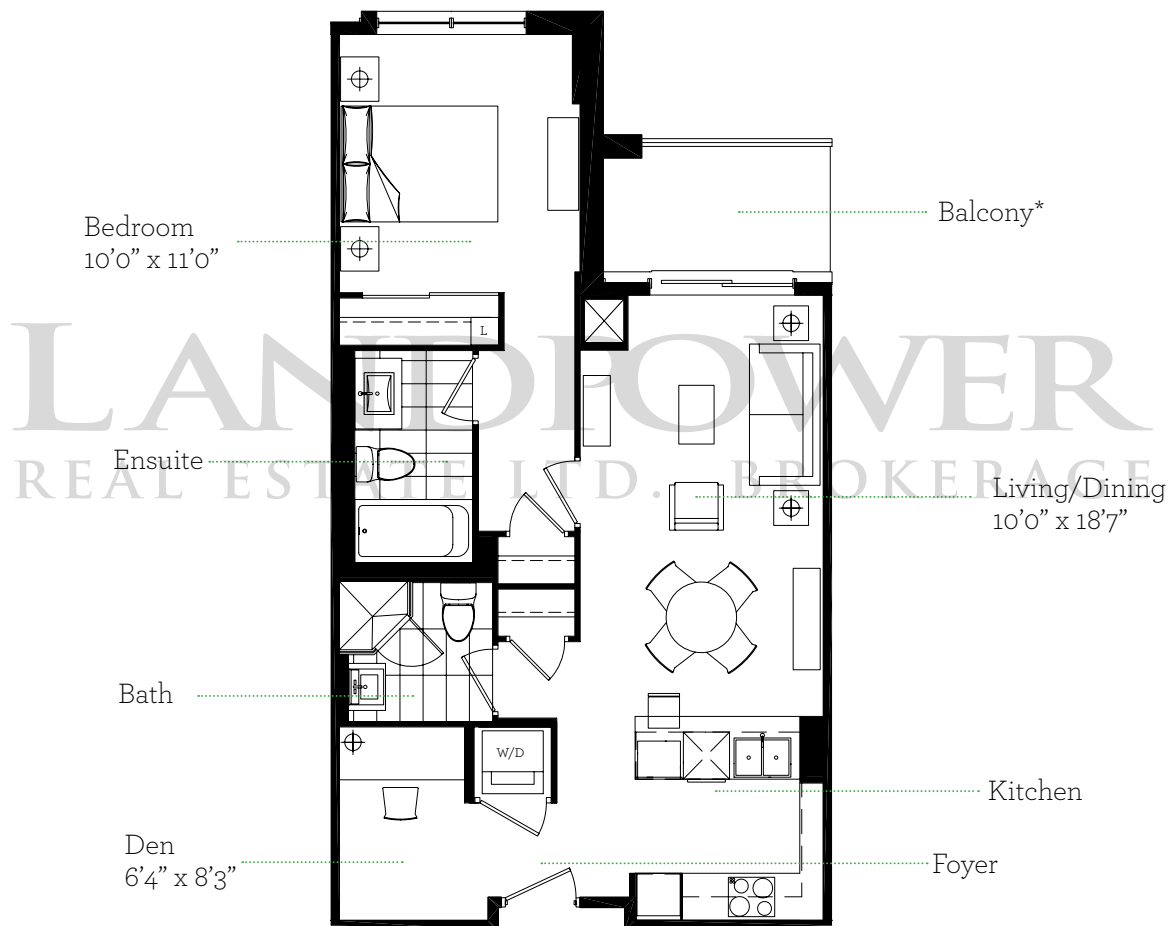 Bedroom
10’0” x 11’0”
Balcony*
L
LANDPOWER
REAL ESTATE LTD. BROKERAGE
Ensuite
Living/Dining
10’0” x 18’7”
Bath
W/D
Kitchen
Den
6’4” x 8’3”
Foyer